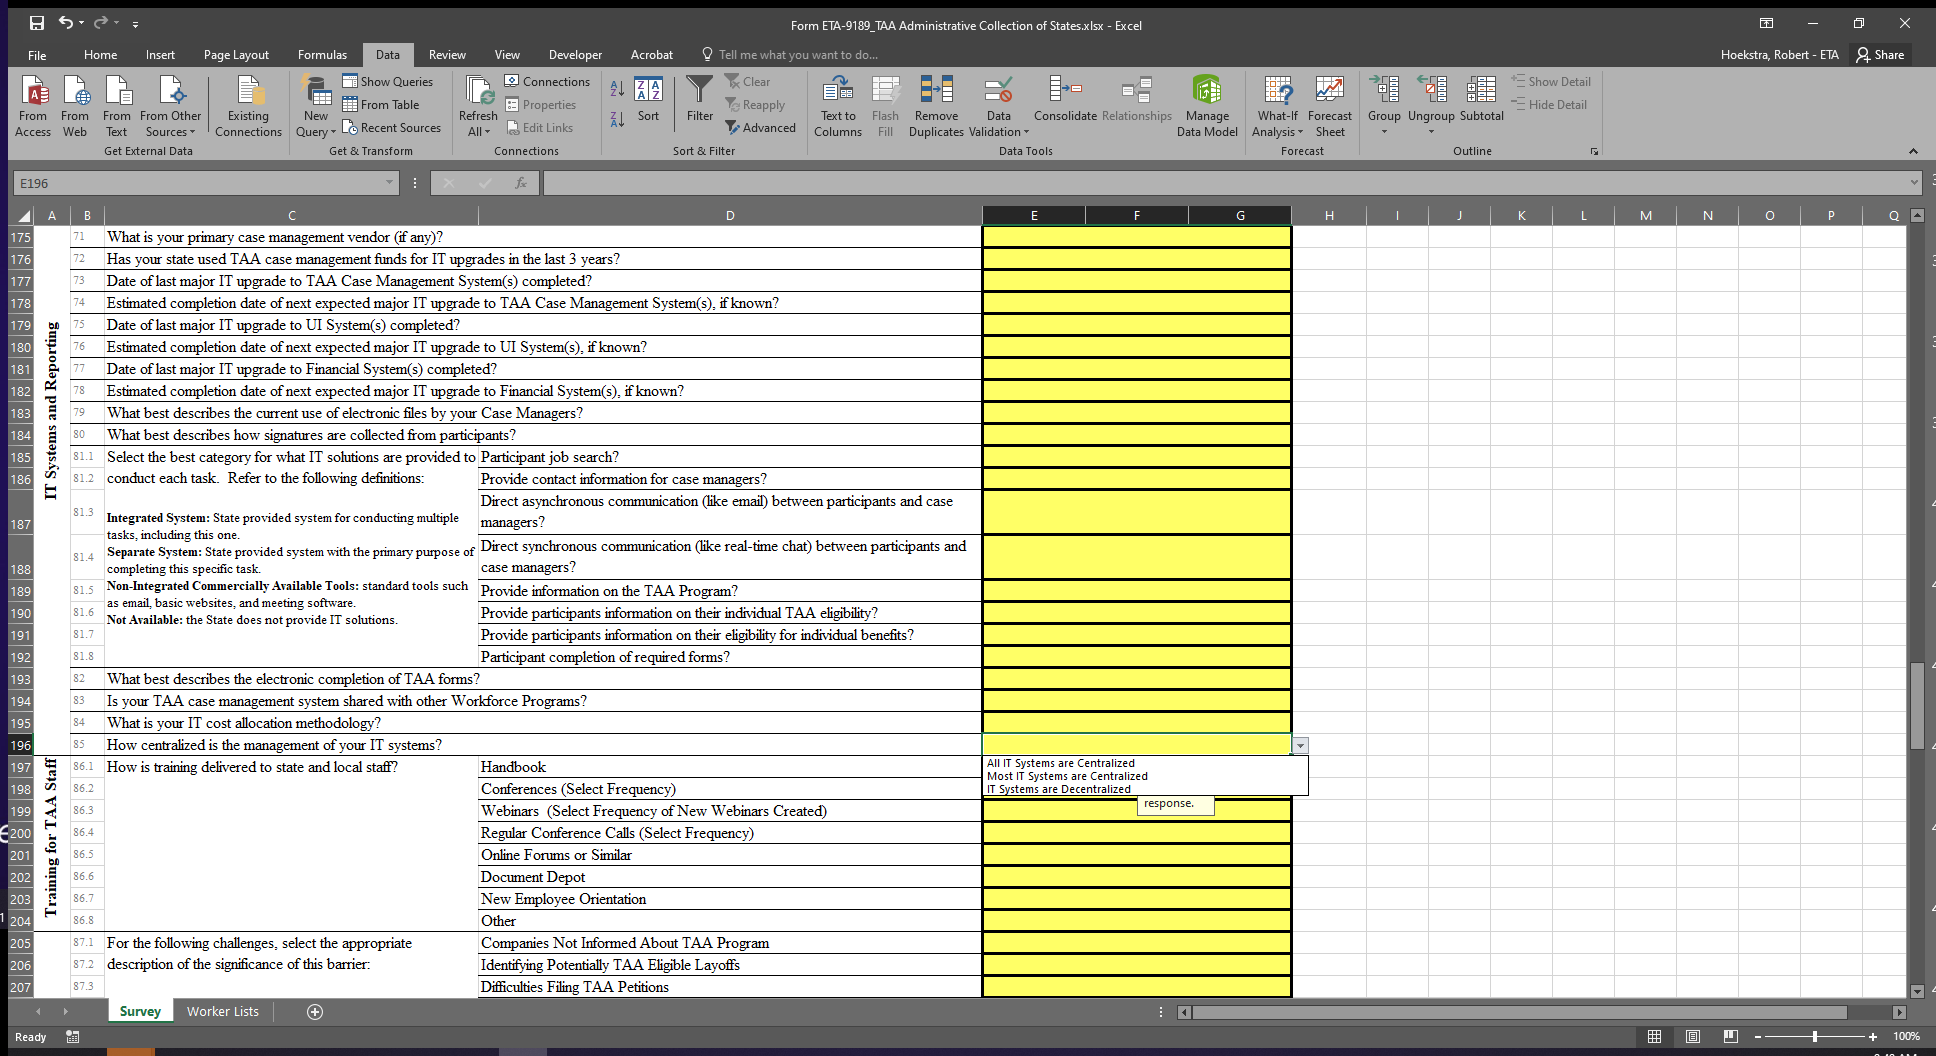 Form ETA-9189_TAA Administrative Collection of States.xlsx - Excel
File Home Insert Page Layout Formulas Data Review View Developer Acrobat Tell me what you want to do... Hoekstra, Robert - ETA Share
From Access
From Web
From Text
From Other Sources
Existing Connections
Get External Data
New Query
Show Queries
From Table
Recent Sources
Get & Transform
Refresh All
Connections
Properties
Edit Links
Connections
Sort
Filter
Clear
Reapply
Advanced
Sort & Filter
Text to Columns
Flash Fill
Remove Duplicates
Data Validation
Consolidate
Relationships
Manage Data Model
Data Tools
What-If Analysis
Forecast Sheet
Forecast
Group
Ungroup
Subtotal
Show Detail
Hide Detail
Outline
E196 fx
A B C D E F G H I J K L M N O P Q
IT Systems and Reporting
175 71 What is your primary case management vendor (if any)?
176 72 Has your state used TAA case management funds for IT upgrades in the last 3 years?
177 73 Date of last major IT upgrade to TAA Case Management System(s) completed?
178 74 Estimated completion date of next expected major IT upgrade to TAA Case Management System(s), if known?
179 75 Date of last major IT upgrade to UI System(s) completed?
180 76 Estimated completion date of next expected major IT upgrade to UI System(s), if known?
181 77 Date of last major IT upgrade to Financial System(s) completed?
182 78 Estimated completion date of next expected major IT upgrade to Financial System(s), if known?
183 79 What best describes the current use of electronic files by your Case Managers?
184 80 What best describes how signatures are collected from participants?
185 81.1 Select the best category for what IT solutions are provided to Participant job search?
186 81.2 conduct each task. Refer to the following definitions: Provide contact information for case managers?
Integrated System: State provided system for conducting multiple
tasks, including this one.
Separate System: State provided system with the primary purpose of
completing this specific task.
Non-Integrated Commercially Available Tools: standard tools such
as email, basic websites, and meeting software.
Not Available: the State does not provide IT solutions.
187 81.3 Direct asynchronous communication (like email) between participants and case
managers?
188 81.4 Direct synchronous communication (like real-time chat) between participants and
case managers?
189 81.5 Provide information on the TAA Program?
190 81.6 Provide participants information on their individual TAA eligibility?
191 81.7 Provide participants information on their eligibility for individual benefits?
192 81.8 Participant completion of required forms?
193 82 What best describes the electronic completion of TAA forms?
194 83 Is your TAA case management system shared with other Workforce Programs?
195 84 What is your IT cost allocation methodology?
196 85 How centralized is the management of your IT systems?
All IT Systems are Centralized
Most IT Systems are Centralized
IT Systems are Decentralized
response.
Training for TAA Staff
197 86.1 How is training delivered to state and local staff? Handbook
198 86.2 Conferences (Select Frequency)
199 86.3 Webinars (Select Frequency of New Webinars Created)
200 86.4 Regular Conference Calls (Select Frequency)
201 86.5 Online Forums or Similar
202 86.6 Document Depot
203 86.7 New Employee Orientation
204 86.8 Other
205 87.1 For the following challenges, select the appropriate Companies Not Informed About TAA Program
206 87.2 description of the significance of this barrier: Identifying Potentially TAA Eligible Layoffs
207 87.3 Difficulties Filing TAA Petitions
Survey Worker Lists
Ready 100%